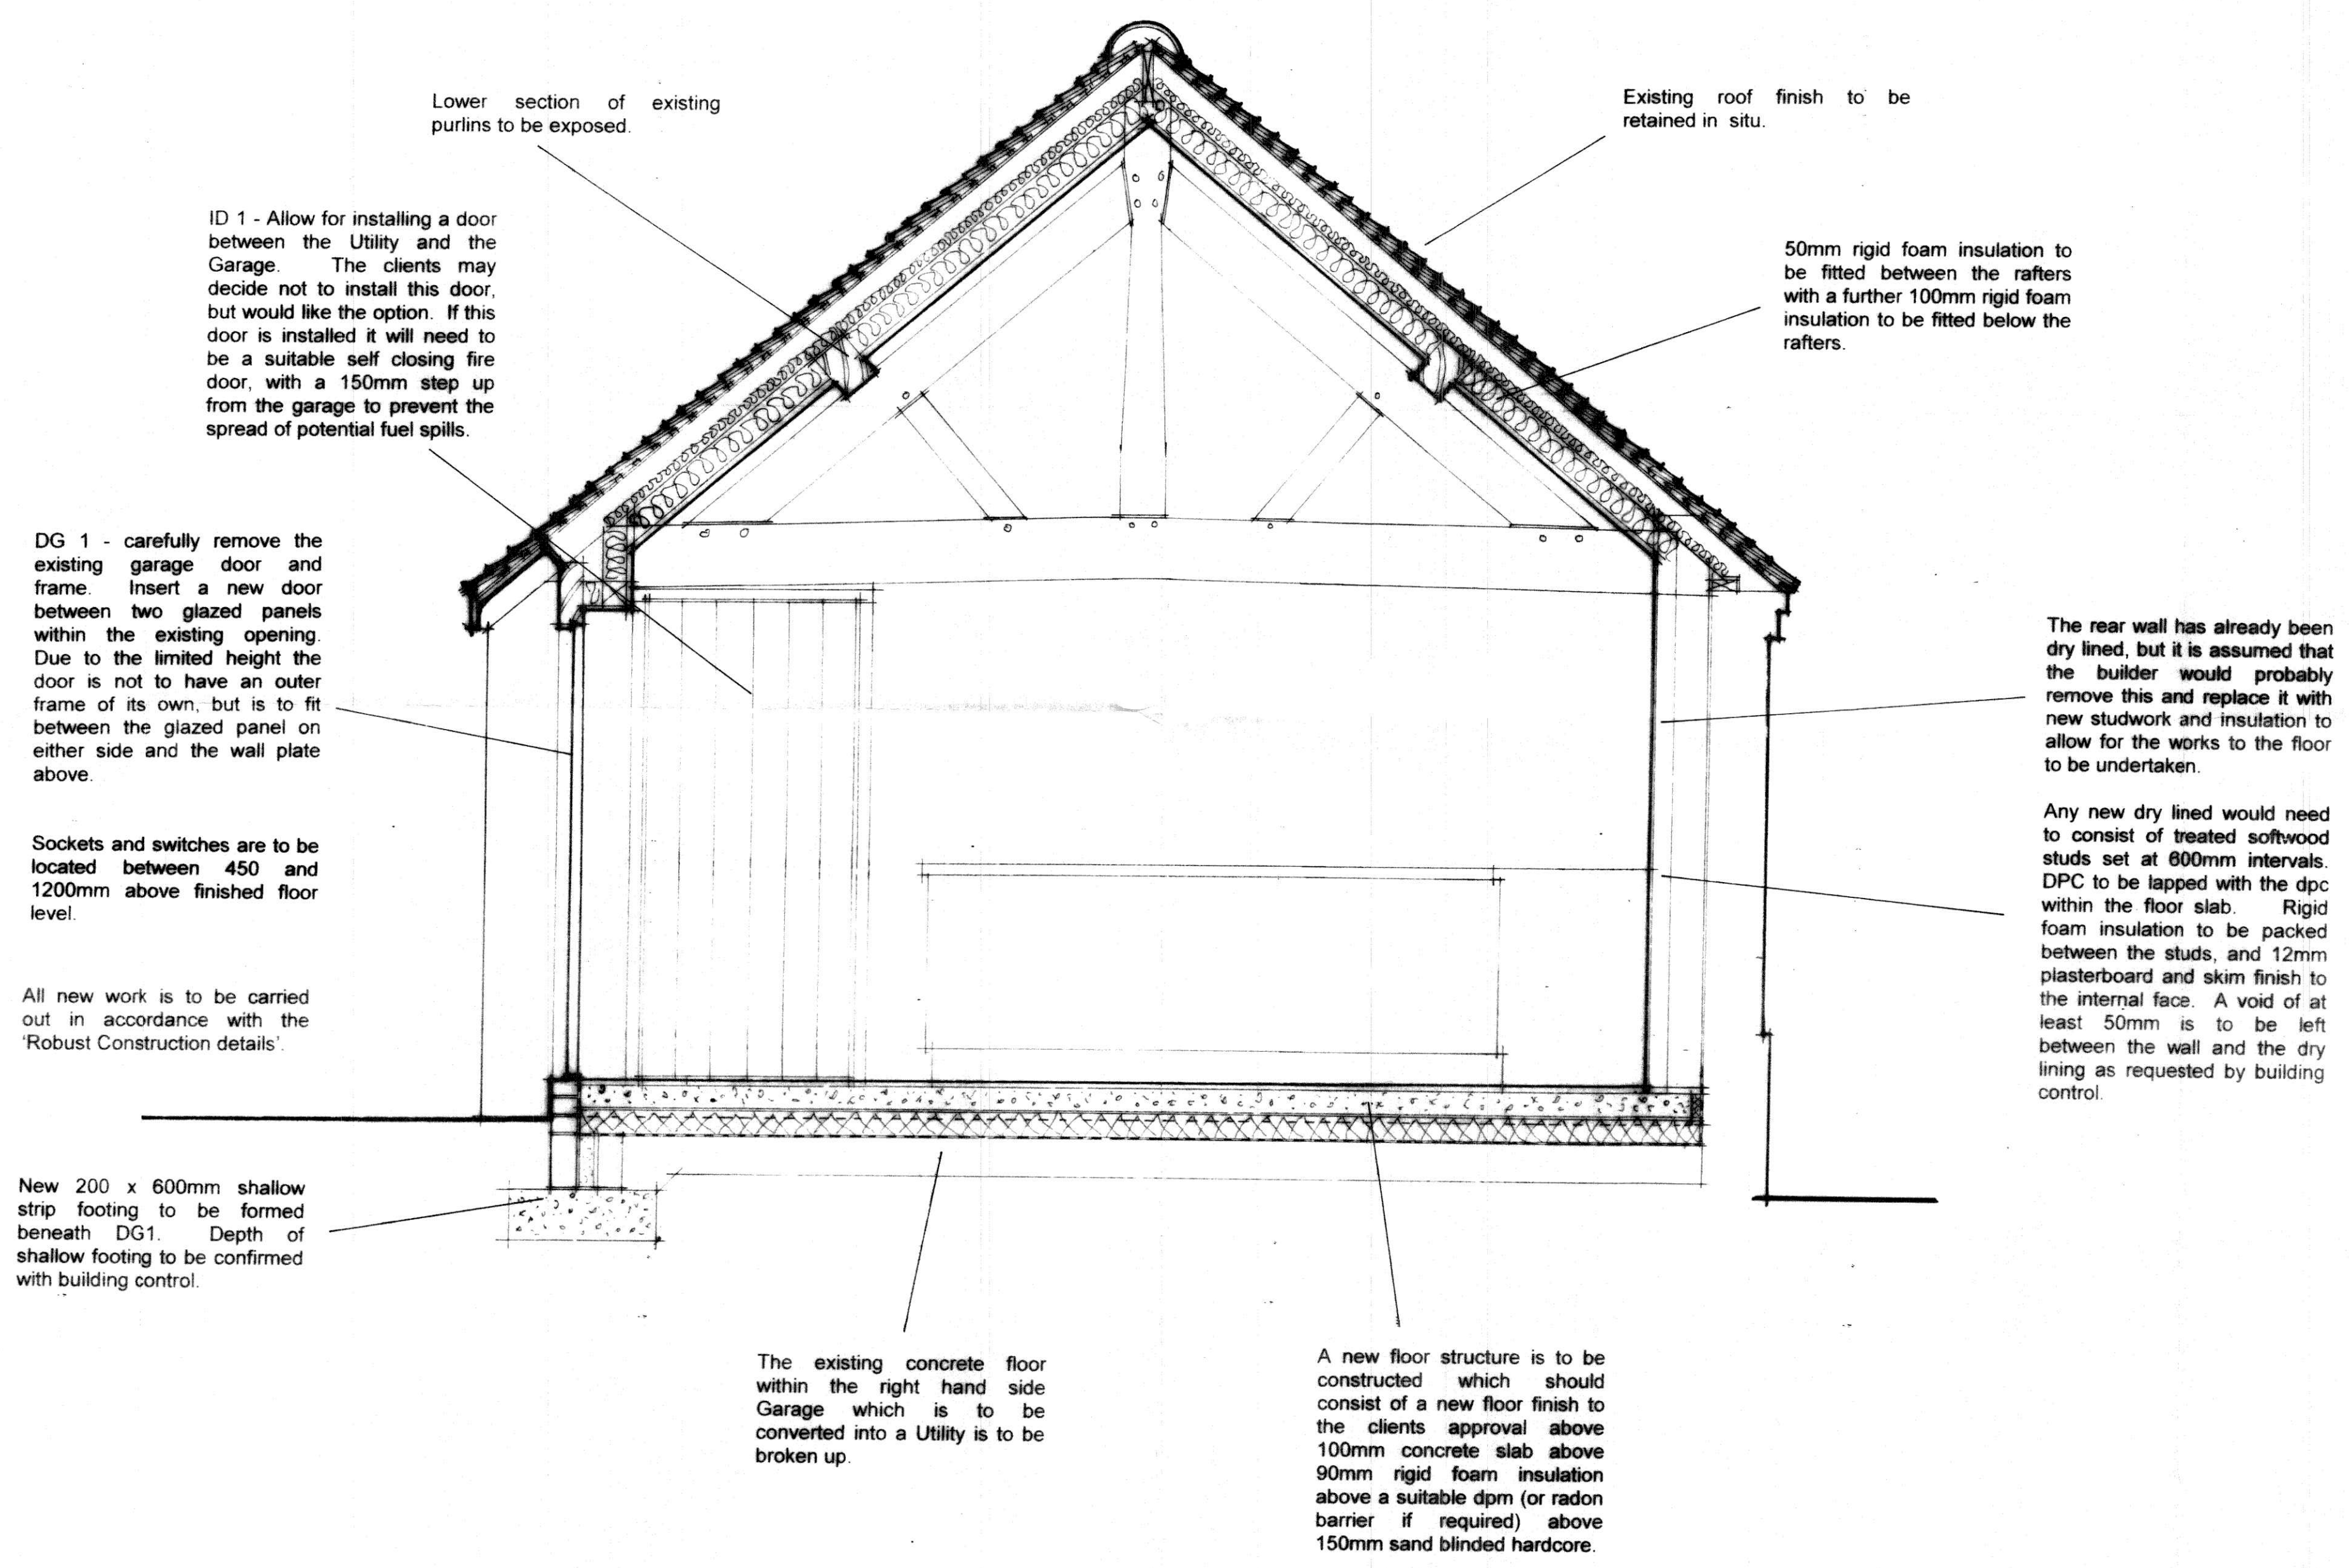 Lower section of existing
purlins to be exposed.
Existing roof finish to be
retained in situ.
ID 1 - Allow for installing a door
between the Utility and the
Garage. The clients may
decide not to install this door,
but would like the option. If this
door is installed it will need to
be a suitable self closing fire
door, with a 150mm step up
from the garage to prevent the
spread of potential fuel spills.
50mm rigid foam insulation to
be fitted between the rafters
with a further 100mm rigid foam
insulation to be fitted below the
rafters.
DG 1 - carefully remove the
existing garage door and
frame. Insert a new door
between two glazed panels
within the existing opening.
Due to the limited height the
door is not to have an outer
frame of its own, but is to fit
between the glazed panel on
either side and the wall plate
above.
The rear wall has already been
dry lined, but it is assumed that
the builder would probably
remove this and replace it with
new studwork and insulation to
allow for the works to the floor
to be undertaken.
Sockets and switches are to be
located between 450 and
1200mm above finished floor
level.
Any new dry lined would need
to consist of treated softwood
studs set at 600mm intervals.
DPC to be lapped with the dpc
within the floor slab. Rigid
foam insulation to be packed
between the studs, and 12mm
plasterboard and skim finish to
the internal face. A void of at
least 50mm is to be left
between the wall and the dry
lining as requested by building
control.
All new work is to be carried
out in accordance with the
'Robust Construction details'.
New 200 x 600mm shallow
strip footing to be formed
beneath DG1. Depth of
shallow footing to be confirmed
with building control.
The existing concrete floor
within the right hand side
Garage which is to be
converted into a Utility is to be
broken up.
A new floor structure is to be
constructed which should
consist of a new floor finish to
the clients approval above
100mm concrete slab above
90mm rigid foam insulation
above a suitable dpm (or radon
barrier if required) above
150mm sand blinded hardcore.